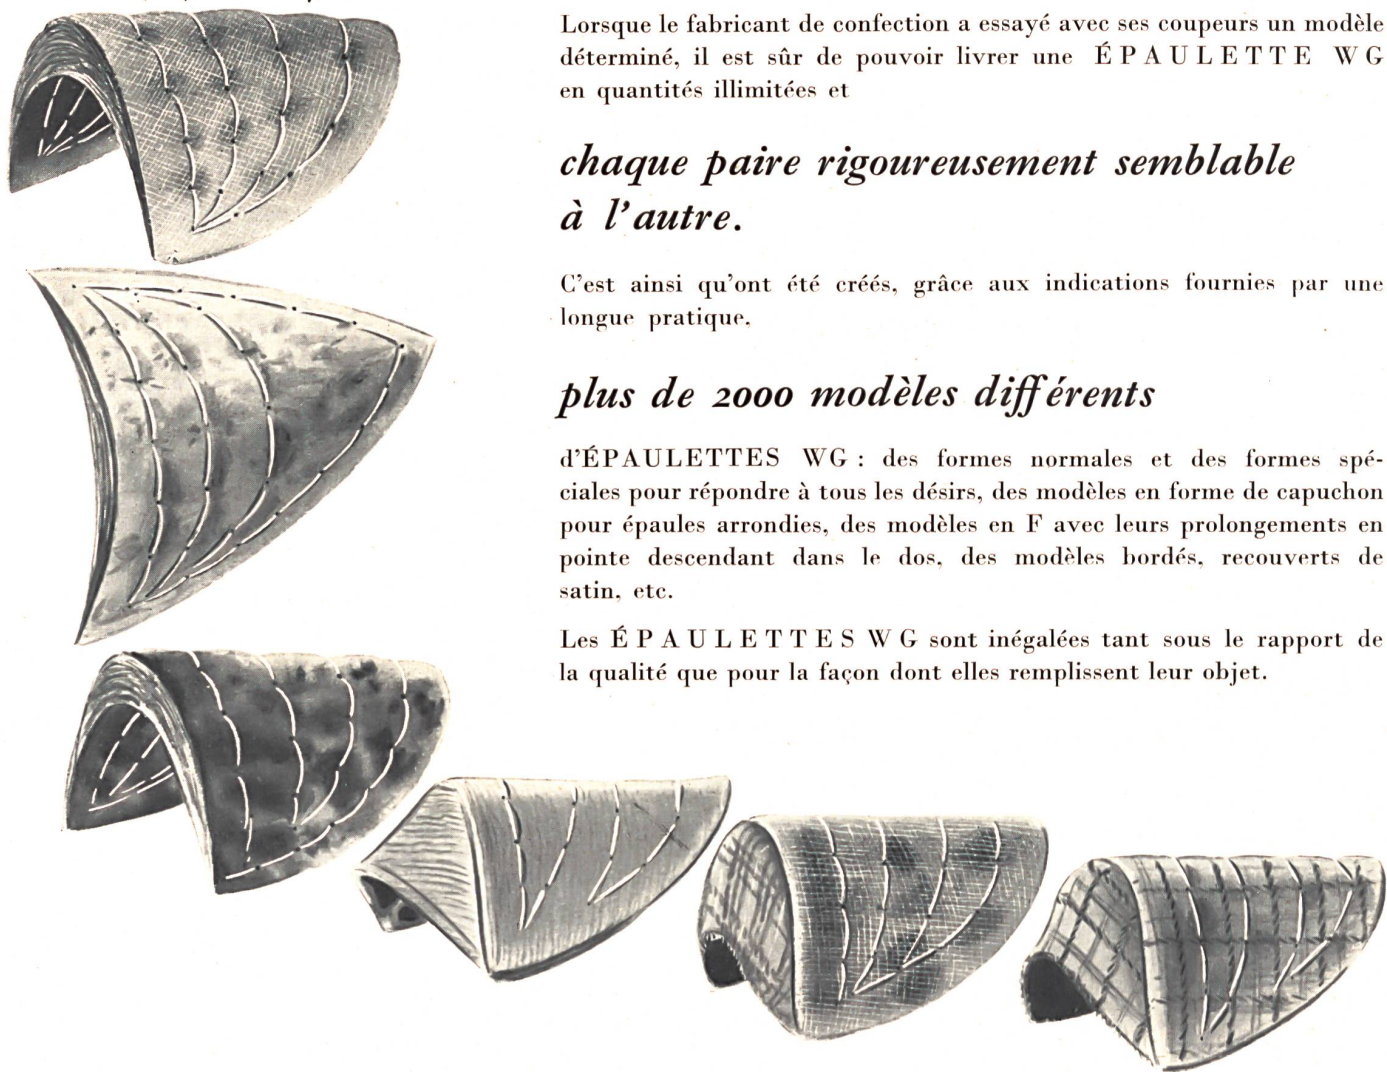 Lorsque le fabricant de confection a essayé avec ses coupeurs un modèle
déterminé, il est sûr de pouvoir livrer une ÉPAULETTE WG
en quantités illimitées et
chaque paire rigoureusement semblable
à l'autre.
C'est ainsi qu'ont été créés, grâce aux indications fournies par une
longue pratique,
plus de 2000 modèles différents
d'ÉPAULETTES WG : des formes normales et des formes spé-
ciales pour répondre à tous les désirs, des modèles en forme de capuchon
pour épaules arrondies, des modèles en F avec leurs prolongements en
pointe descendant dans le dos, des modèles bordés, recouverts de
satin, etc.
Les ÉPAULETTES WG sont inégalées tant sous le rapport de
la qualité que pour la façon dont elles remplissent leur objet.